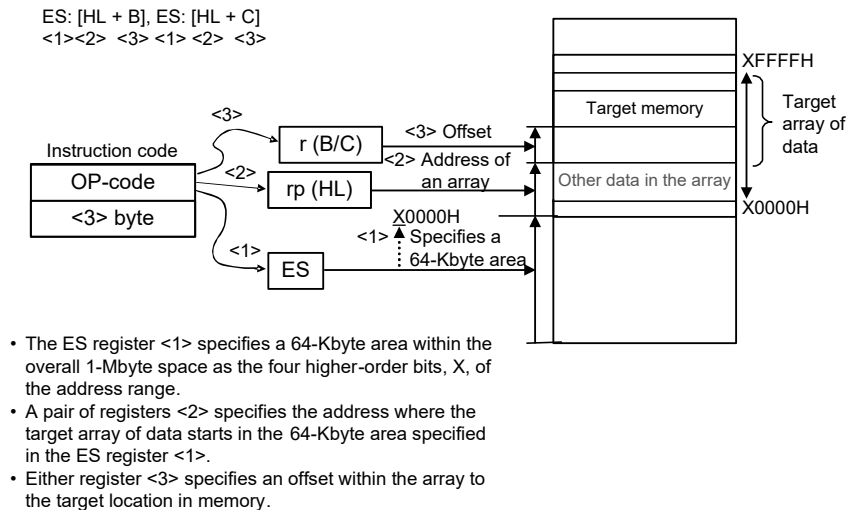 ES: [HL + B], ES: [HL + C]
<1><2> <3> <1> <2> <3>
XFFFFH
Target memory
Target
array of
data
<3>
r (B/C)
<3> Offset
Instruction code
OP-code
<2>
rp (HL)
<2> Address of
an array
Other data in the array
<3> byte
X0000H
X0000H
<1>
ES
<1> Specifies a
64-Kbyte area
• The ES register <1> specifies a 64-Kbyte area within the
overall 1-Mbyte space as the four higher-order bits, X, of
the address range.
• A pair of registers <2> specifies the address where the
target array of data starts in the 64-Kbyte area specified
in the ES register <1>.
• Either register <3> specifies an offset within the array to
the target location in memory.